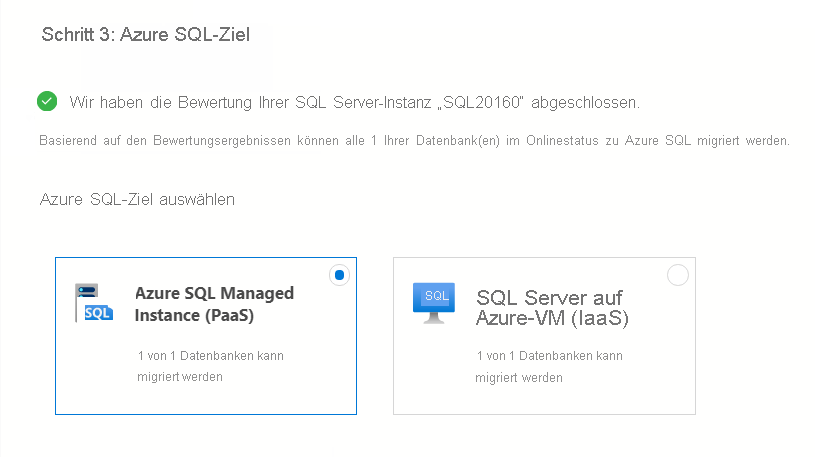 Schritt 3: Azure SQL-Ziel
Wir haben die Bewertung Ihrer SQL Server-Instanz „SQL20160“ abgeschlossen.
Basierend auf den Bewertungsergebnissen können alle 1 Ihrer Datenbank(en) im Onlinestatus zu Azure SQL migriert werden.
Azure SQL-Ziel auswählen
SQL
Azure SQL Managed
Instance (PaaS)
1 von 1 Datenbanken kann
migriert werden
SQL
SQL Server auf
Azure-VM (IaaS)
1 von 1 Datenbanken kann
migriert werden